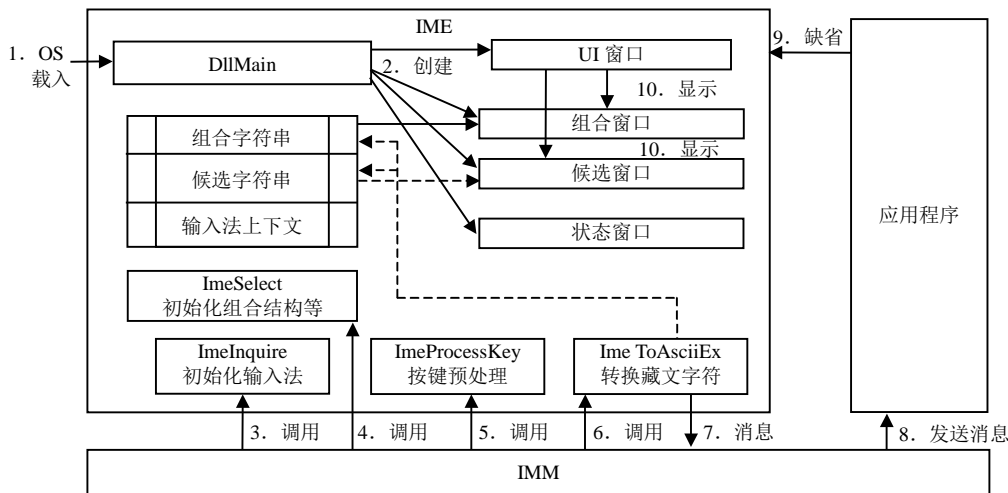 IME
1．OS
载入
DllMain
2．创建
UI 窗口
9．缺省
10．显示
组合字符串
组合窗口
10．显示
候选字符串
候选窗口
输入法上下文
状态窗口
应用程序
ImeSelect
初始化组合结构等
ImeInquire
初始化输入法
ImeProcessKey
按键预处理
Ime ToAsciiEx
转换藏文字符
3．调用
4．调用
5．调用
6．调用
7．消息
8．发送消息
IMM